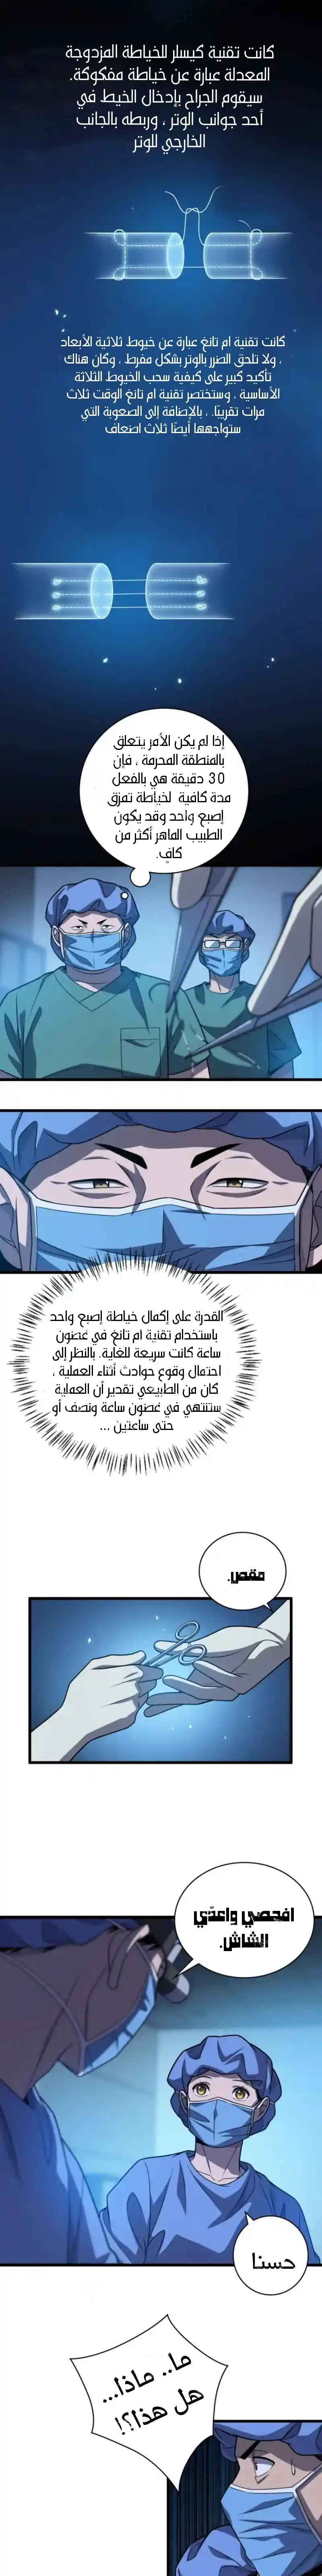 كانت تقنية كيسلر للخياطة المزدوجة
المعدلة عبارة عن خياطة مفكوكة.
سيقوم الجراح بإدخال الخيط في
أحد جوانب الوتر ، وربطه بالجانب
الخارجي للوتر
كانت تقنية ام تانغ عبارة عن خيوط ثلاثية الأبعاد
، ولا تلحق الضرر بالوتر بشكل مفرط ، وكان هناك
تأكيد كبير على كيفية سحب الخيوط الثلاثة
الأساسية ، وستختصر تقنية ام تانغ الوقت ثلاث
مرات تقريبًا. ، بالإضافة إلى الصعوبة التي
ستواجهها أيضًا ثلاث اضعاف
إذا لم يكن الأمر يتعلق
بالمنطقة المحرمة ، فإن
30 دقيقة هي بالفعل
مدة كافية لخياطة تمزق
إصبع واحد وقد يكون
الطبيب الماهر أكثر من
كافٍ.
القدرة على إكمال خياطة إصبع واحد
باستخدام تقنية ام تانغ في غضون
ساعة كانت سريعة للغاية. بالنظر إلى
احتمال وقوع حوادث أثناء العملية ،
كان من الطبيعي تقدير أن العملية
ستنتهي في غضون ساعة ونصف أو
حتى ساعتين ...
مقص.
افحصي واعدّي
الشاش.
حسنا
ما.. ماذا...
هل هذا؟!